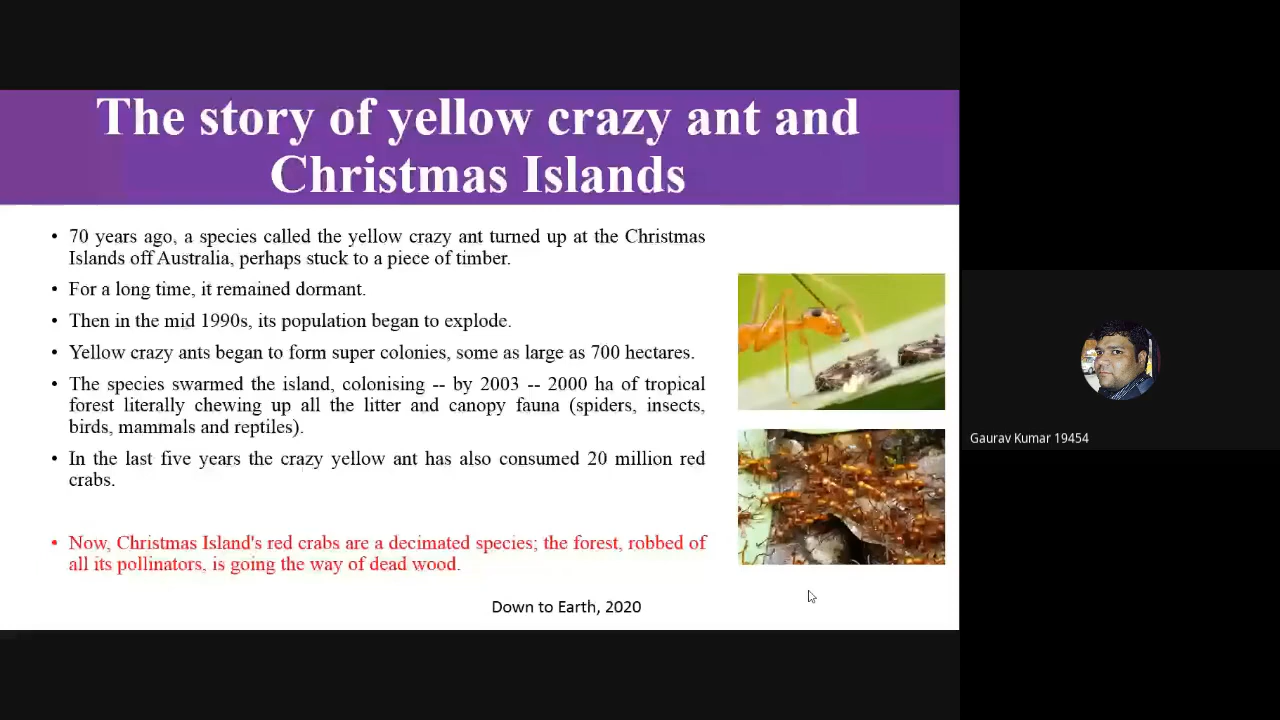 The story of yellow crazy ant and
Christmas Islands
• 70 years ago, a species called the yellow crazy ant turned up at the Christmas
Islands off Australia, perhaps stuck to a piece of timber.
• For a long time, it remained dormant.
• Then in the mid 1990s, its population began to explode.
• Yellow crazy ants began to form super colonies, some as large as 700 hectares.
• The species swarmed the island, colonising -- by 2003 -- 2000 ha of tropical
forest literally chewing up all the litter and canopy fauna (spiders, insects,
birds, mammals and reptiles).
• In the last five years the crazy yellow ant has also consumed 20 million red
crabs.
• Now, Christmas Island's red crabs are a decimated species; the forest, robbed of
all its pollinators, is going the way of dead wood.
Down to Earth, 2020
Gaurav Kumar 19454